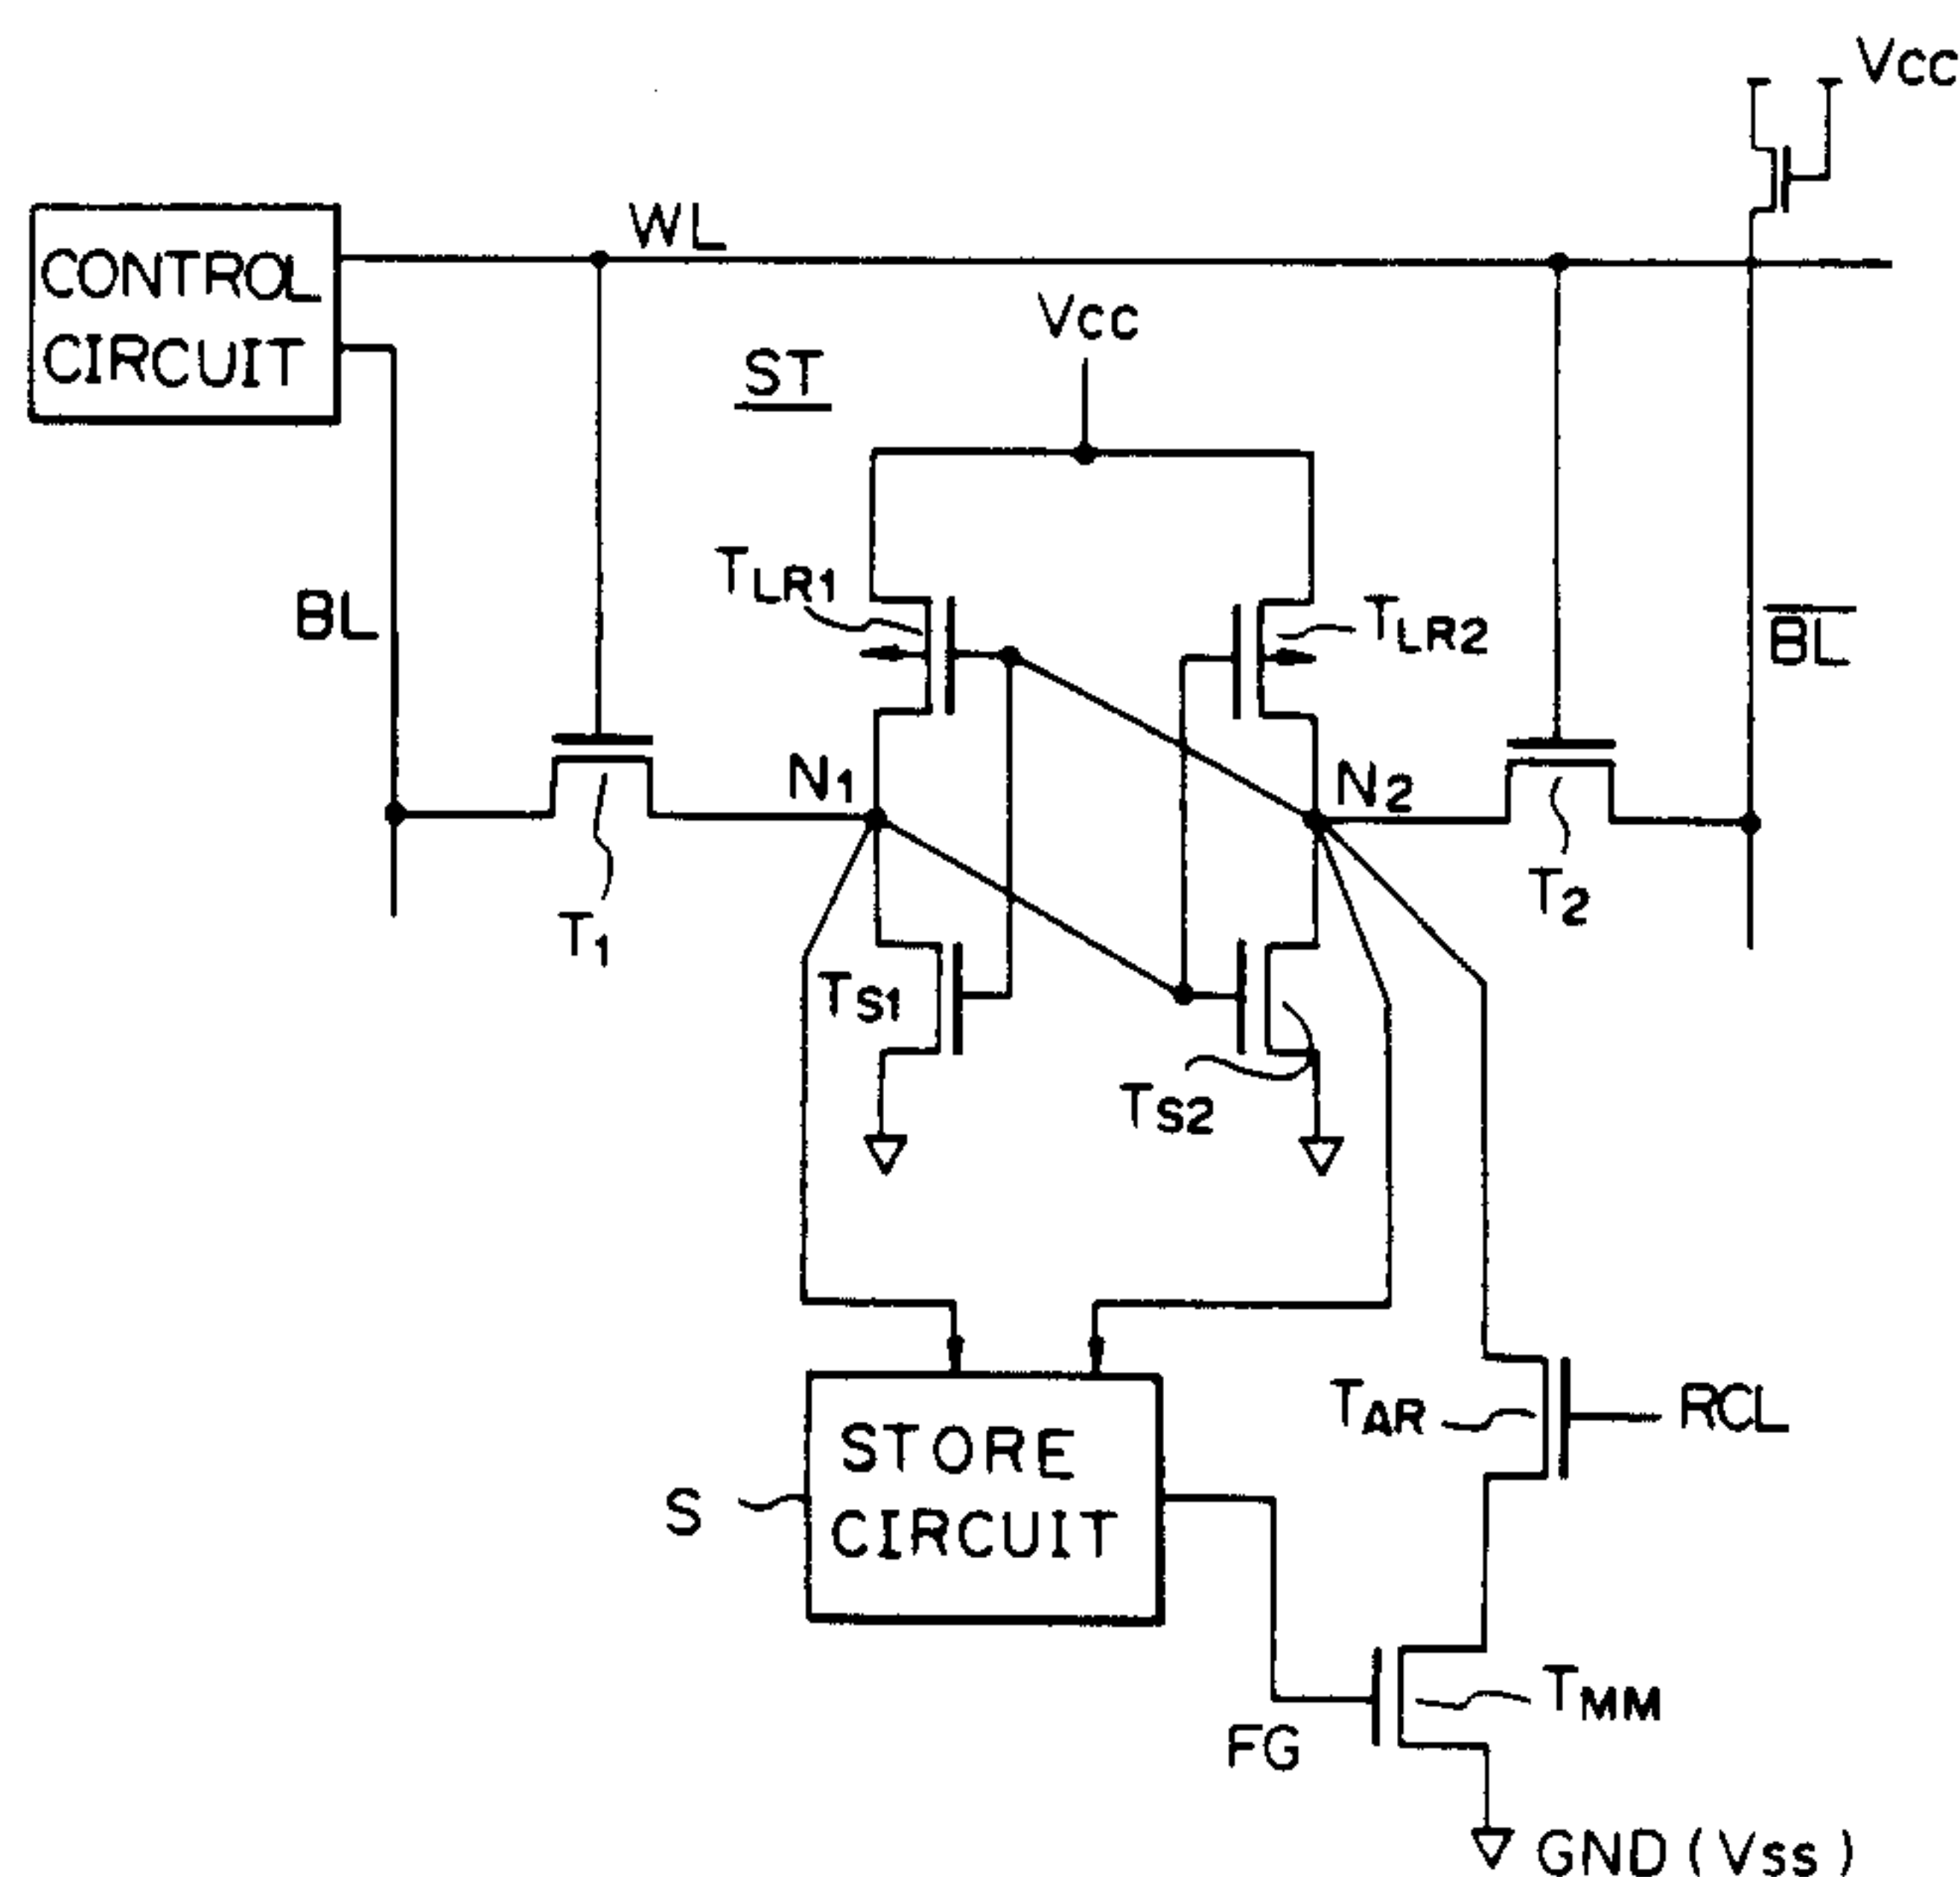 Vcc
WL
CONTROL
CIRCUIT
Vcc
ST
TLR1
TLR2
BL
B̅L̅
N1
N2
T1
T2
TS1
TS2
STORE
CIRCUIT
S
TAR
RCL
TMM
FG
GND (Vss)